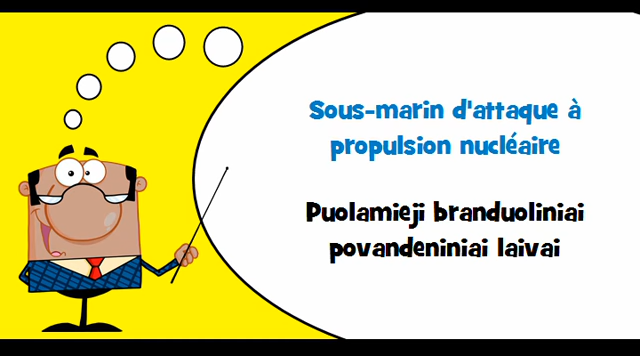 Sous-marin d'attaque à
propulsion nucléaire
Puolamieji branduoliniai
povandeniniai laivai